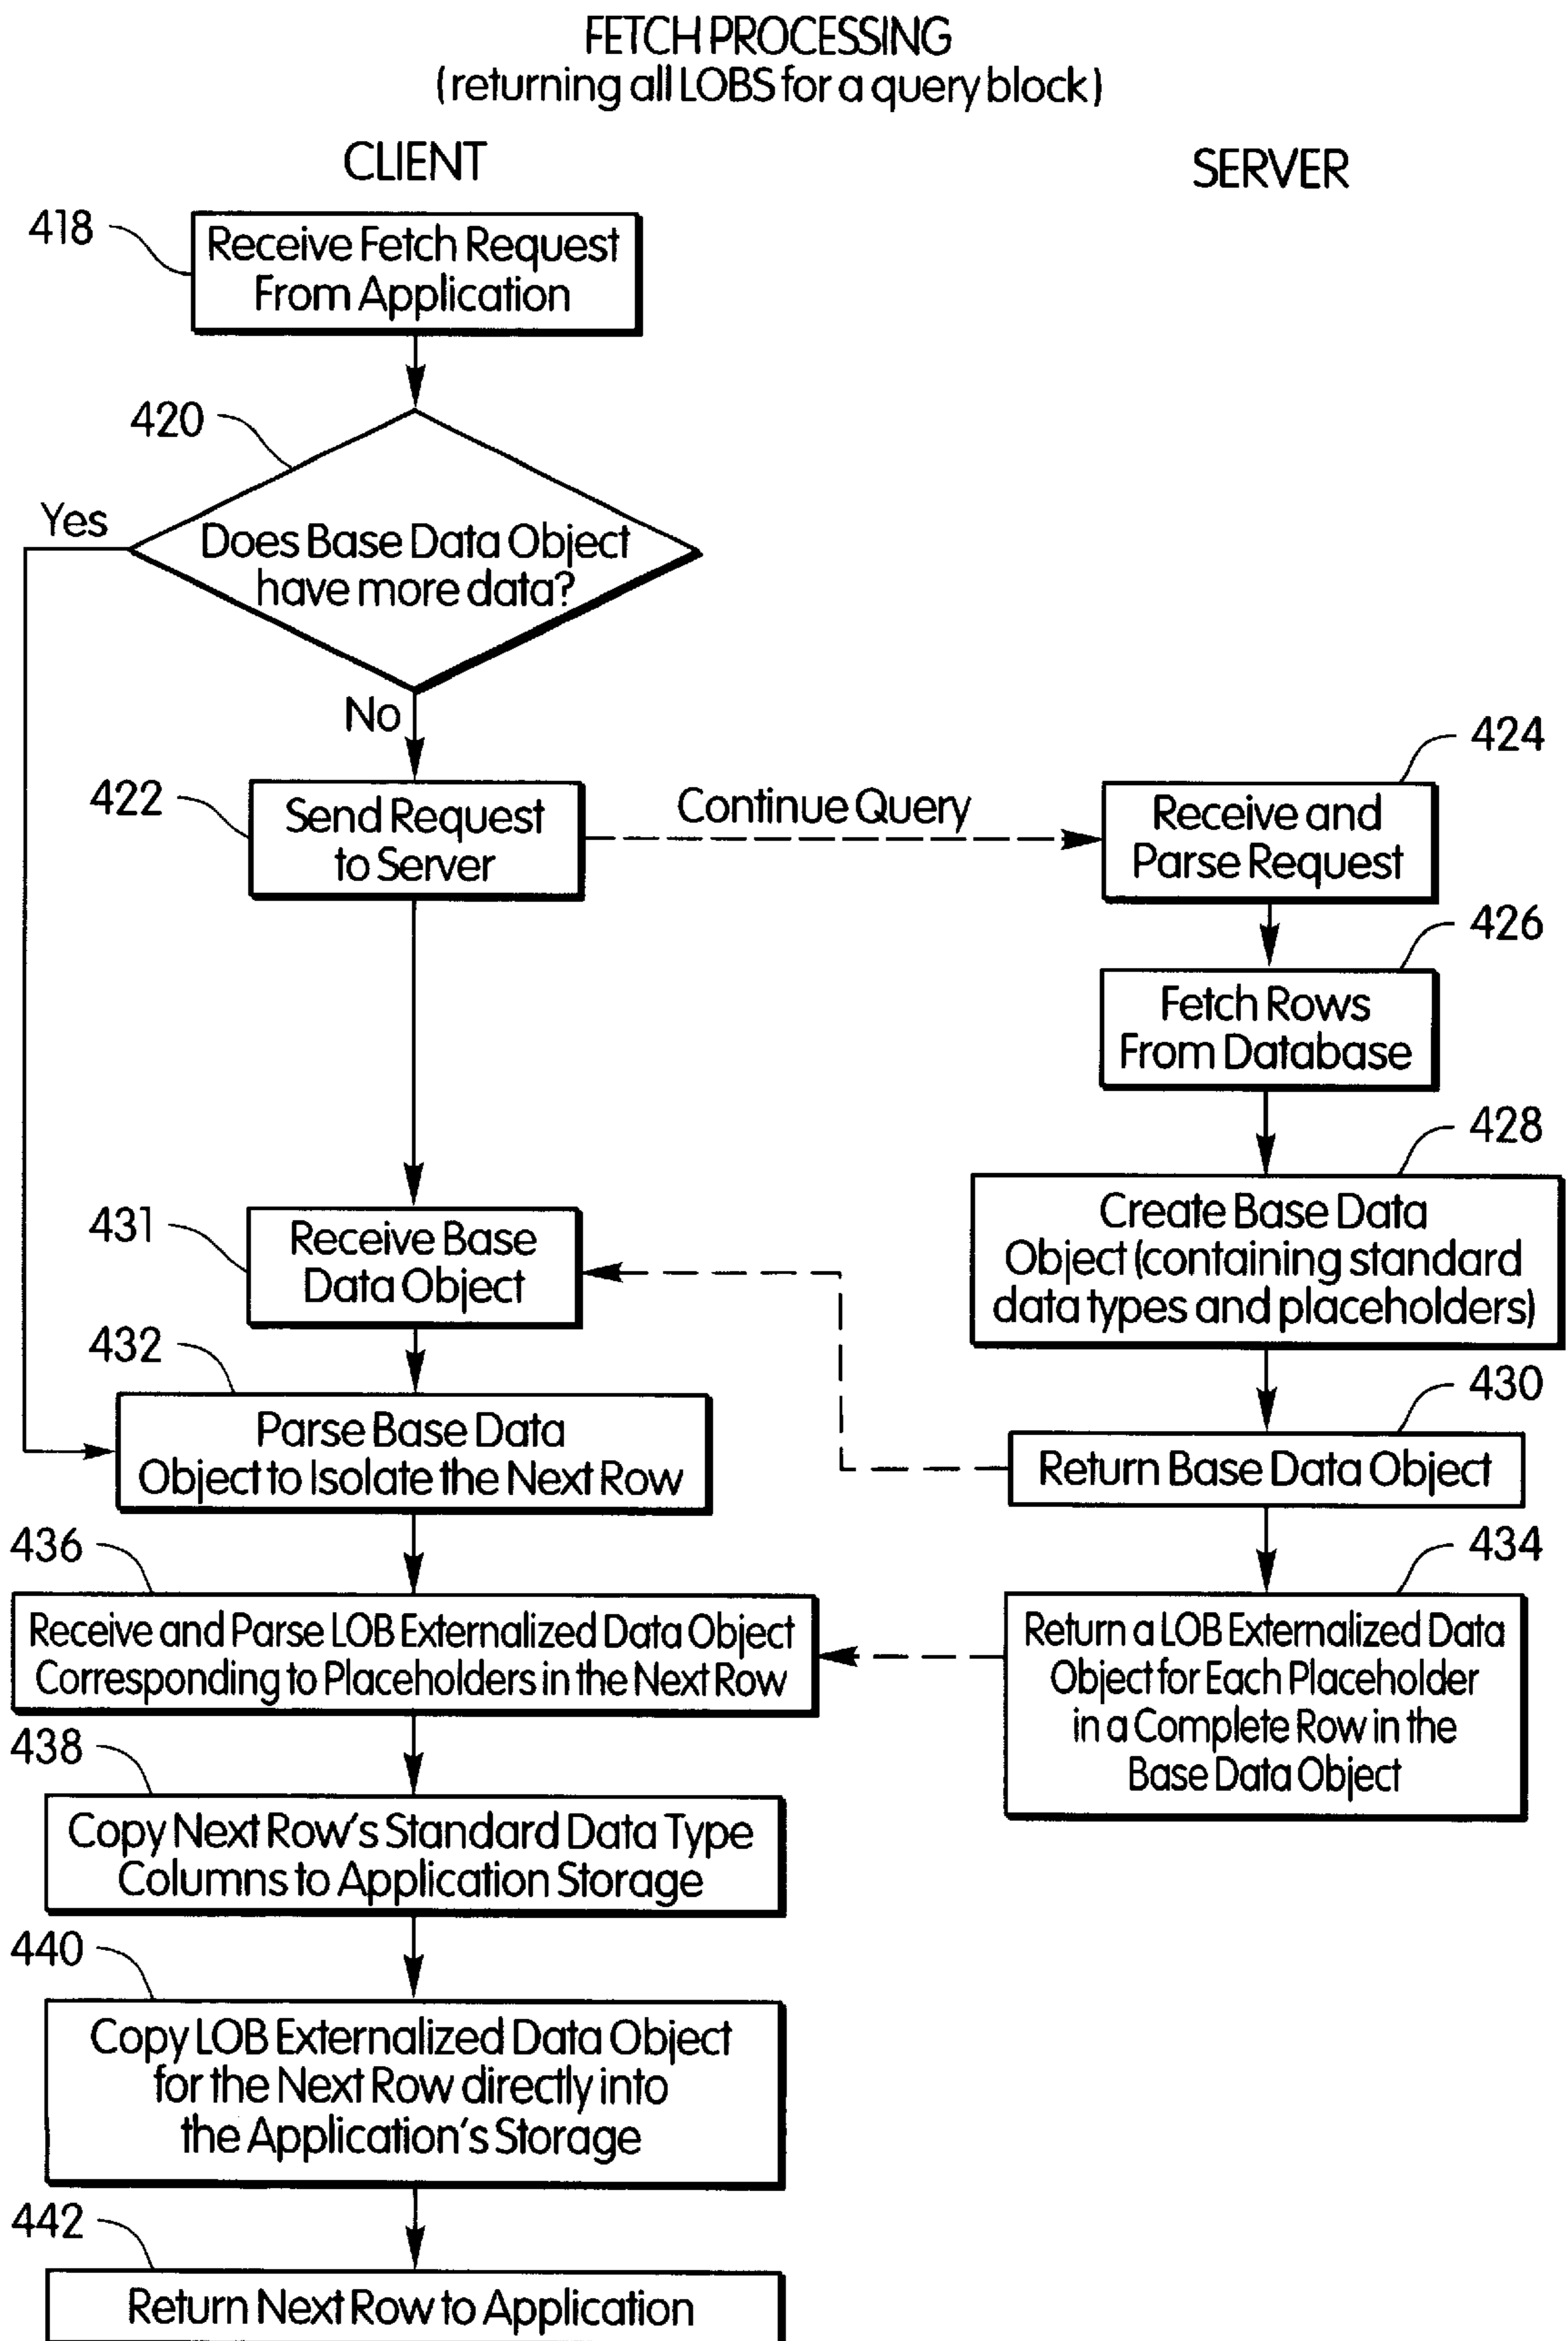 FETCH PROCESSING
(returning all LOBS for a query block)
CLIENT
SERVER
418
Receive Fetch Request
From Application
420
Yes
Does Base Data Object
have more data?
No
422
Send Request
to Server
Continue Query
424
Receive and
Parse Request
426
Fetch Rows
From Database
428
Create Base Data
Object (containing standard
data types and placeholders)
430
Return Base Data Object
431
Receive Base
Data Object
432
Parse Base Data
Object to Isolate the Next Row
434
Return a LOB Externalized Data
Object for Each Placeholder
in a Complete Row in the
Base Data Object
436
Receive and Parse LOB Externalized Data Object
Corresponding to Placeholders in the Next Row
438
Copy Next Row's Standard Data Type
Columns to Application Storage
440
Copy LOB Externalized Data Object
for the Next Row directly into
the Application's Storage
442
Return Next Row to Application